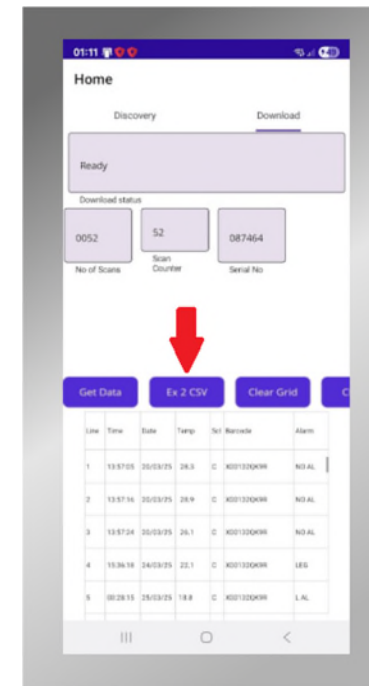 01:11
Home
Discovery Download
Ready
Download status
0052 52 087464
No of Scans Scan Counter Serial No
Get Data Ex 2 CSV Clear Grid C
Line Time Date Temp Scl Barcode Alarm
1 13:57:05 20/03/25 28.3 C NO AL
2 13:57:16 20/03/25 28.9 C NO AL
3 13:57:24 20/03/25 26.1 C NO AL
4 15:36:18 24/03/25 22.1 C
5 25/03/25 18.8 C L AL